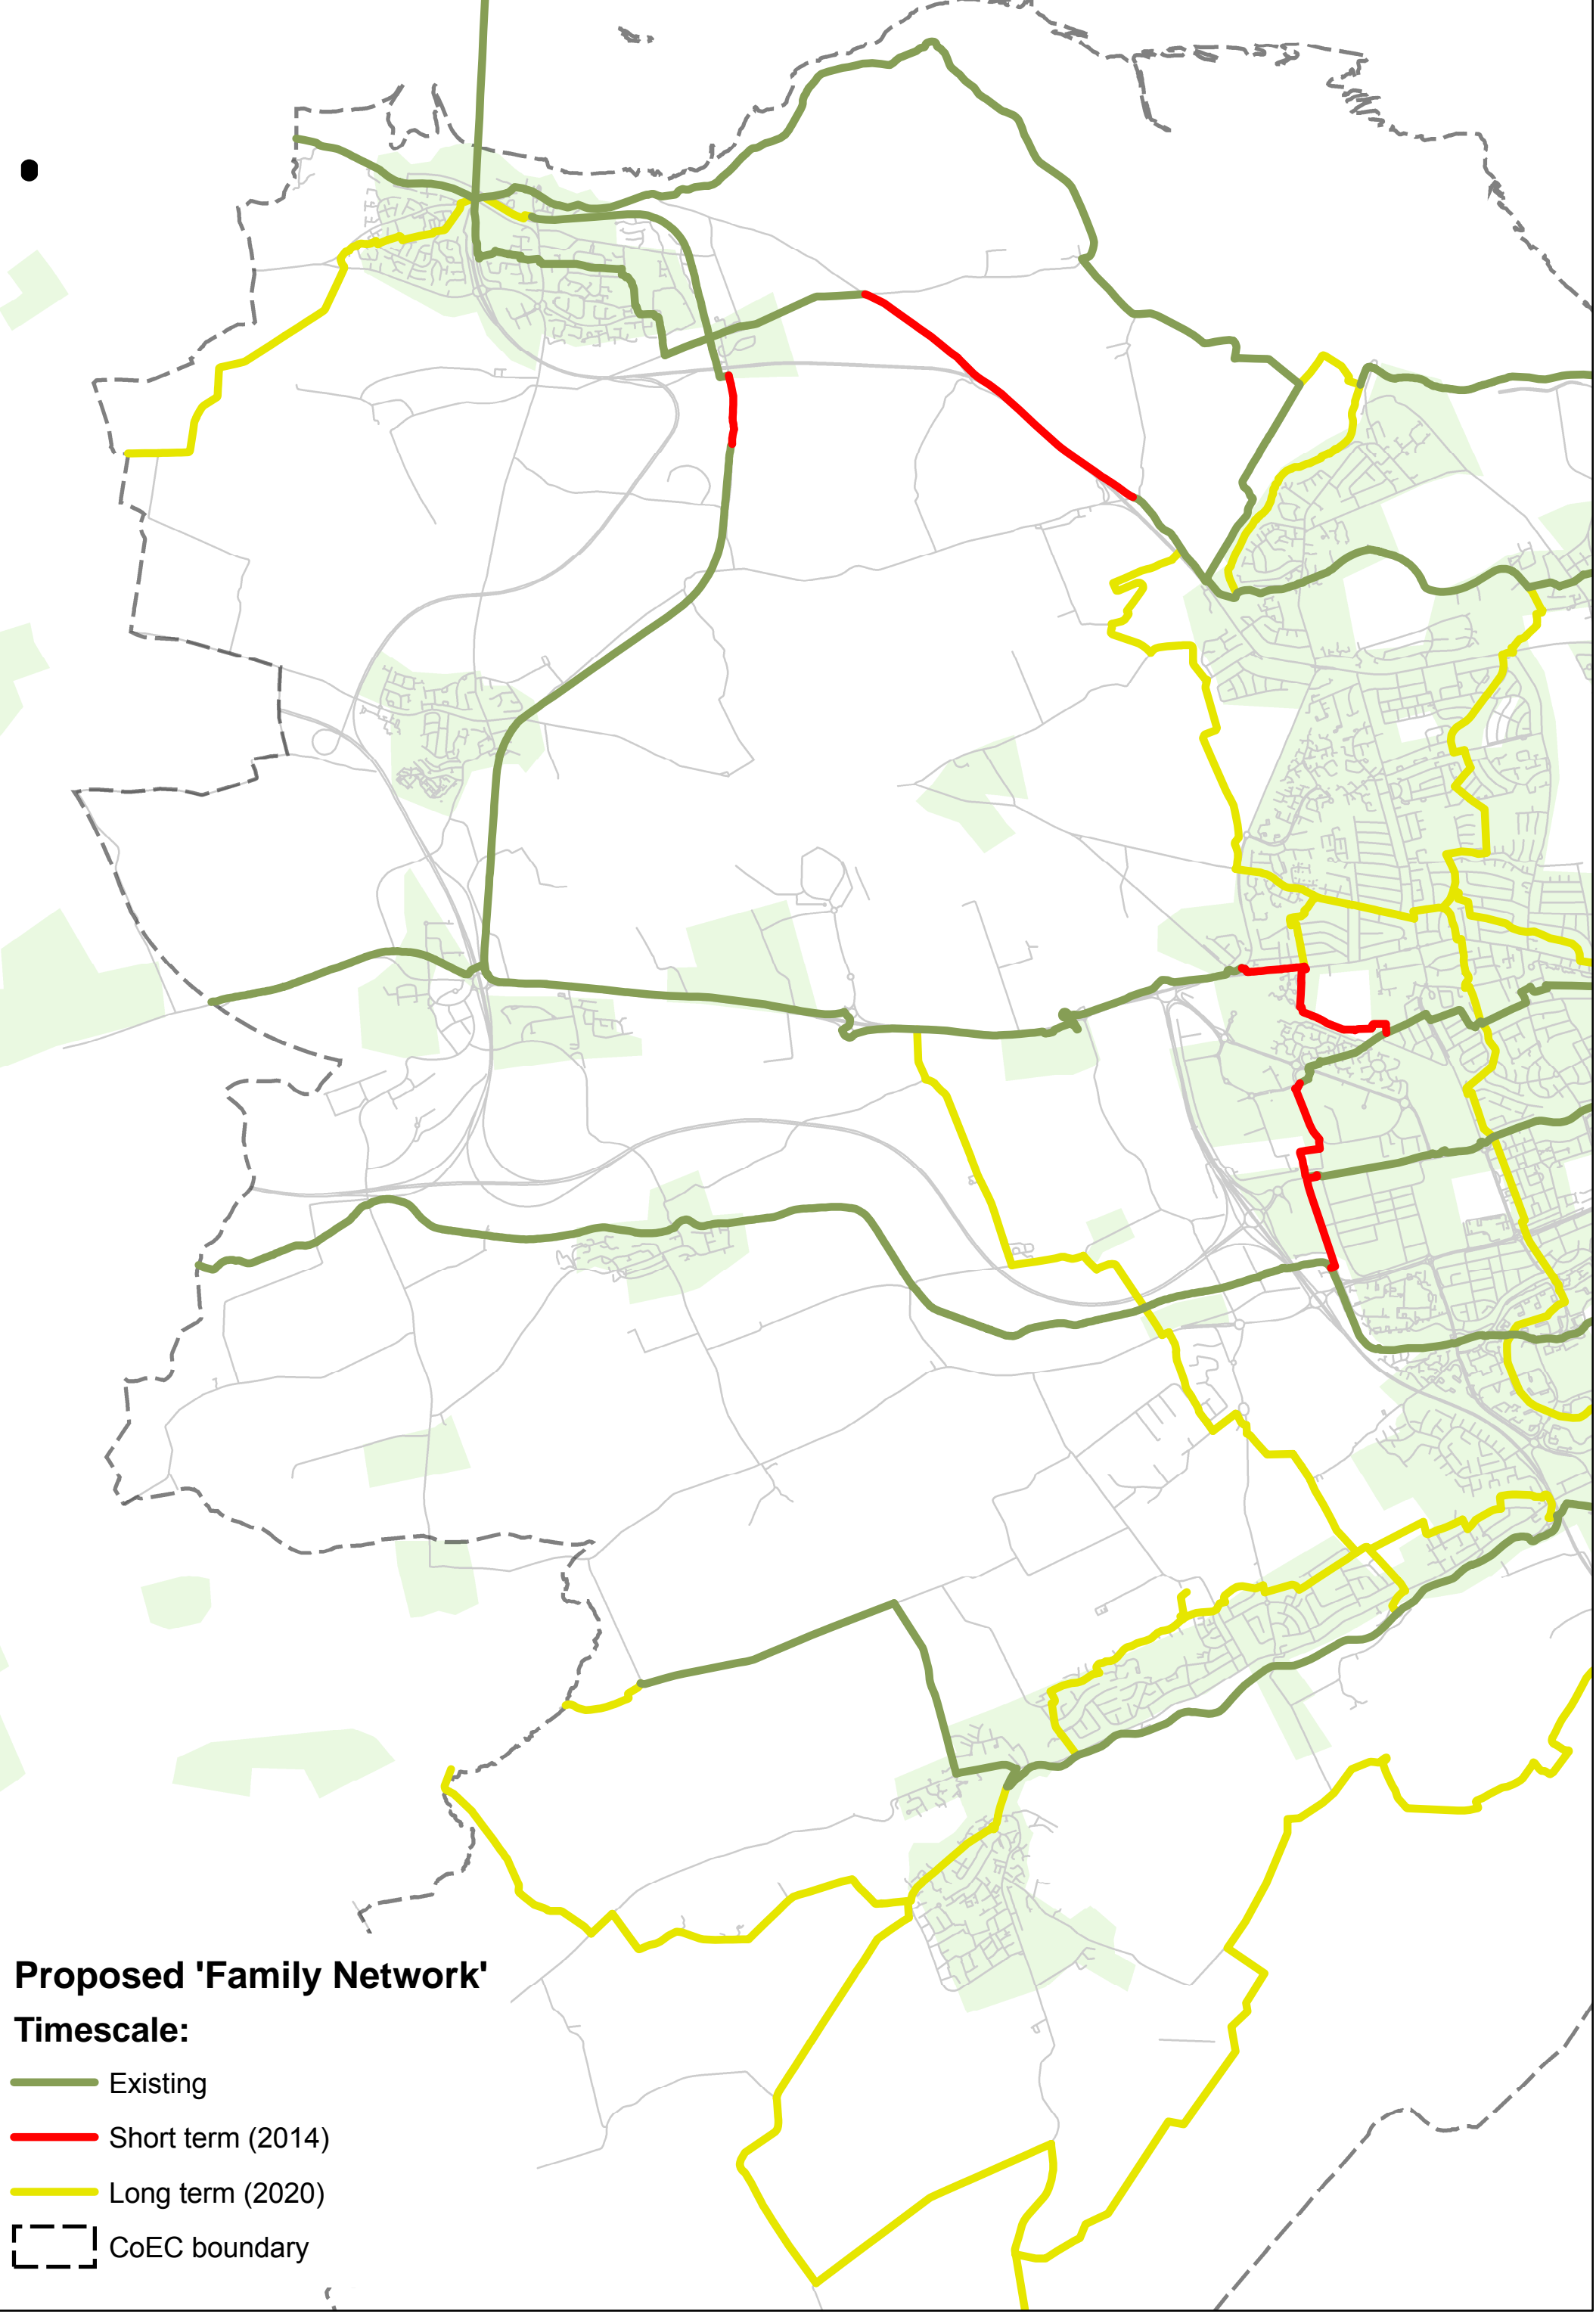 Proposed 'Family Network'
Timescale:
Existing
Short term (2014)
Long term (2020)
CoEC boundary